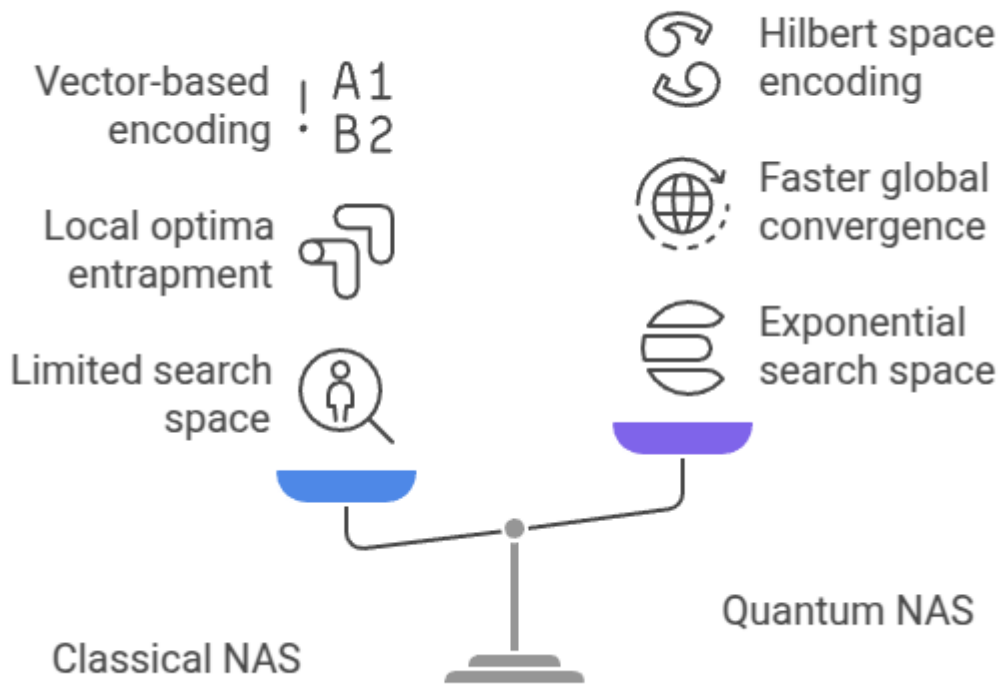 Vector-based
encoding
A1
B2
Local optima
entrapment
Limited search
space
Classical NAS
Hilbert space
encoding
Faster global
convergence
Exponential
search space
Quantum NAS